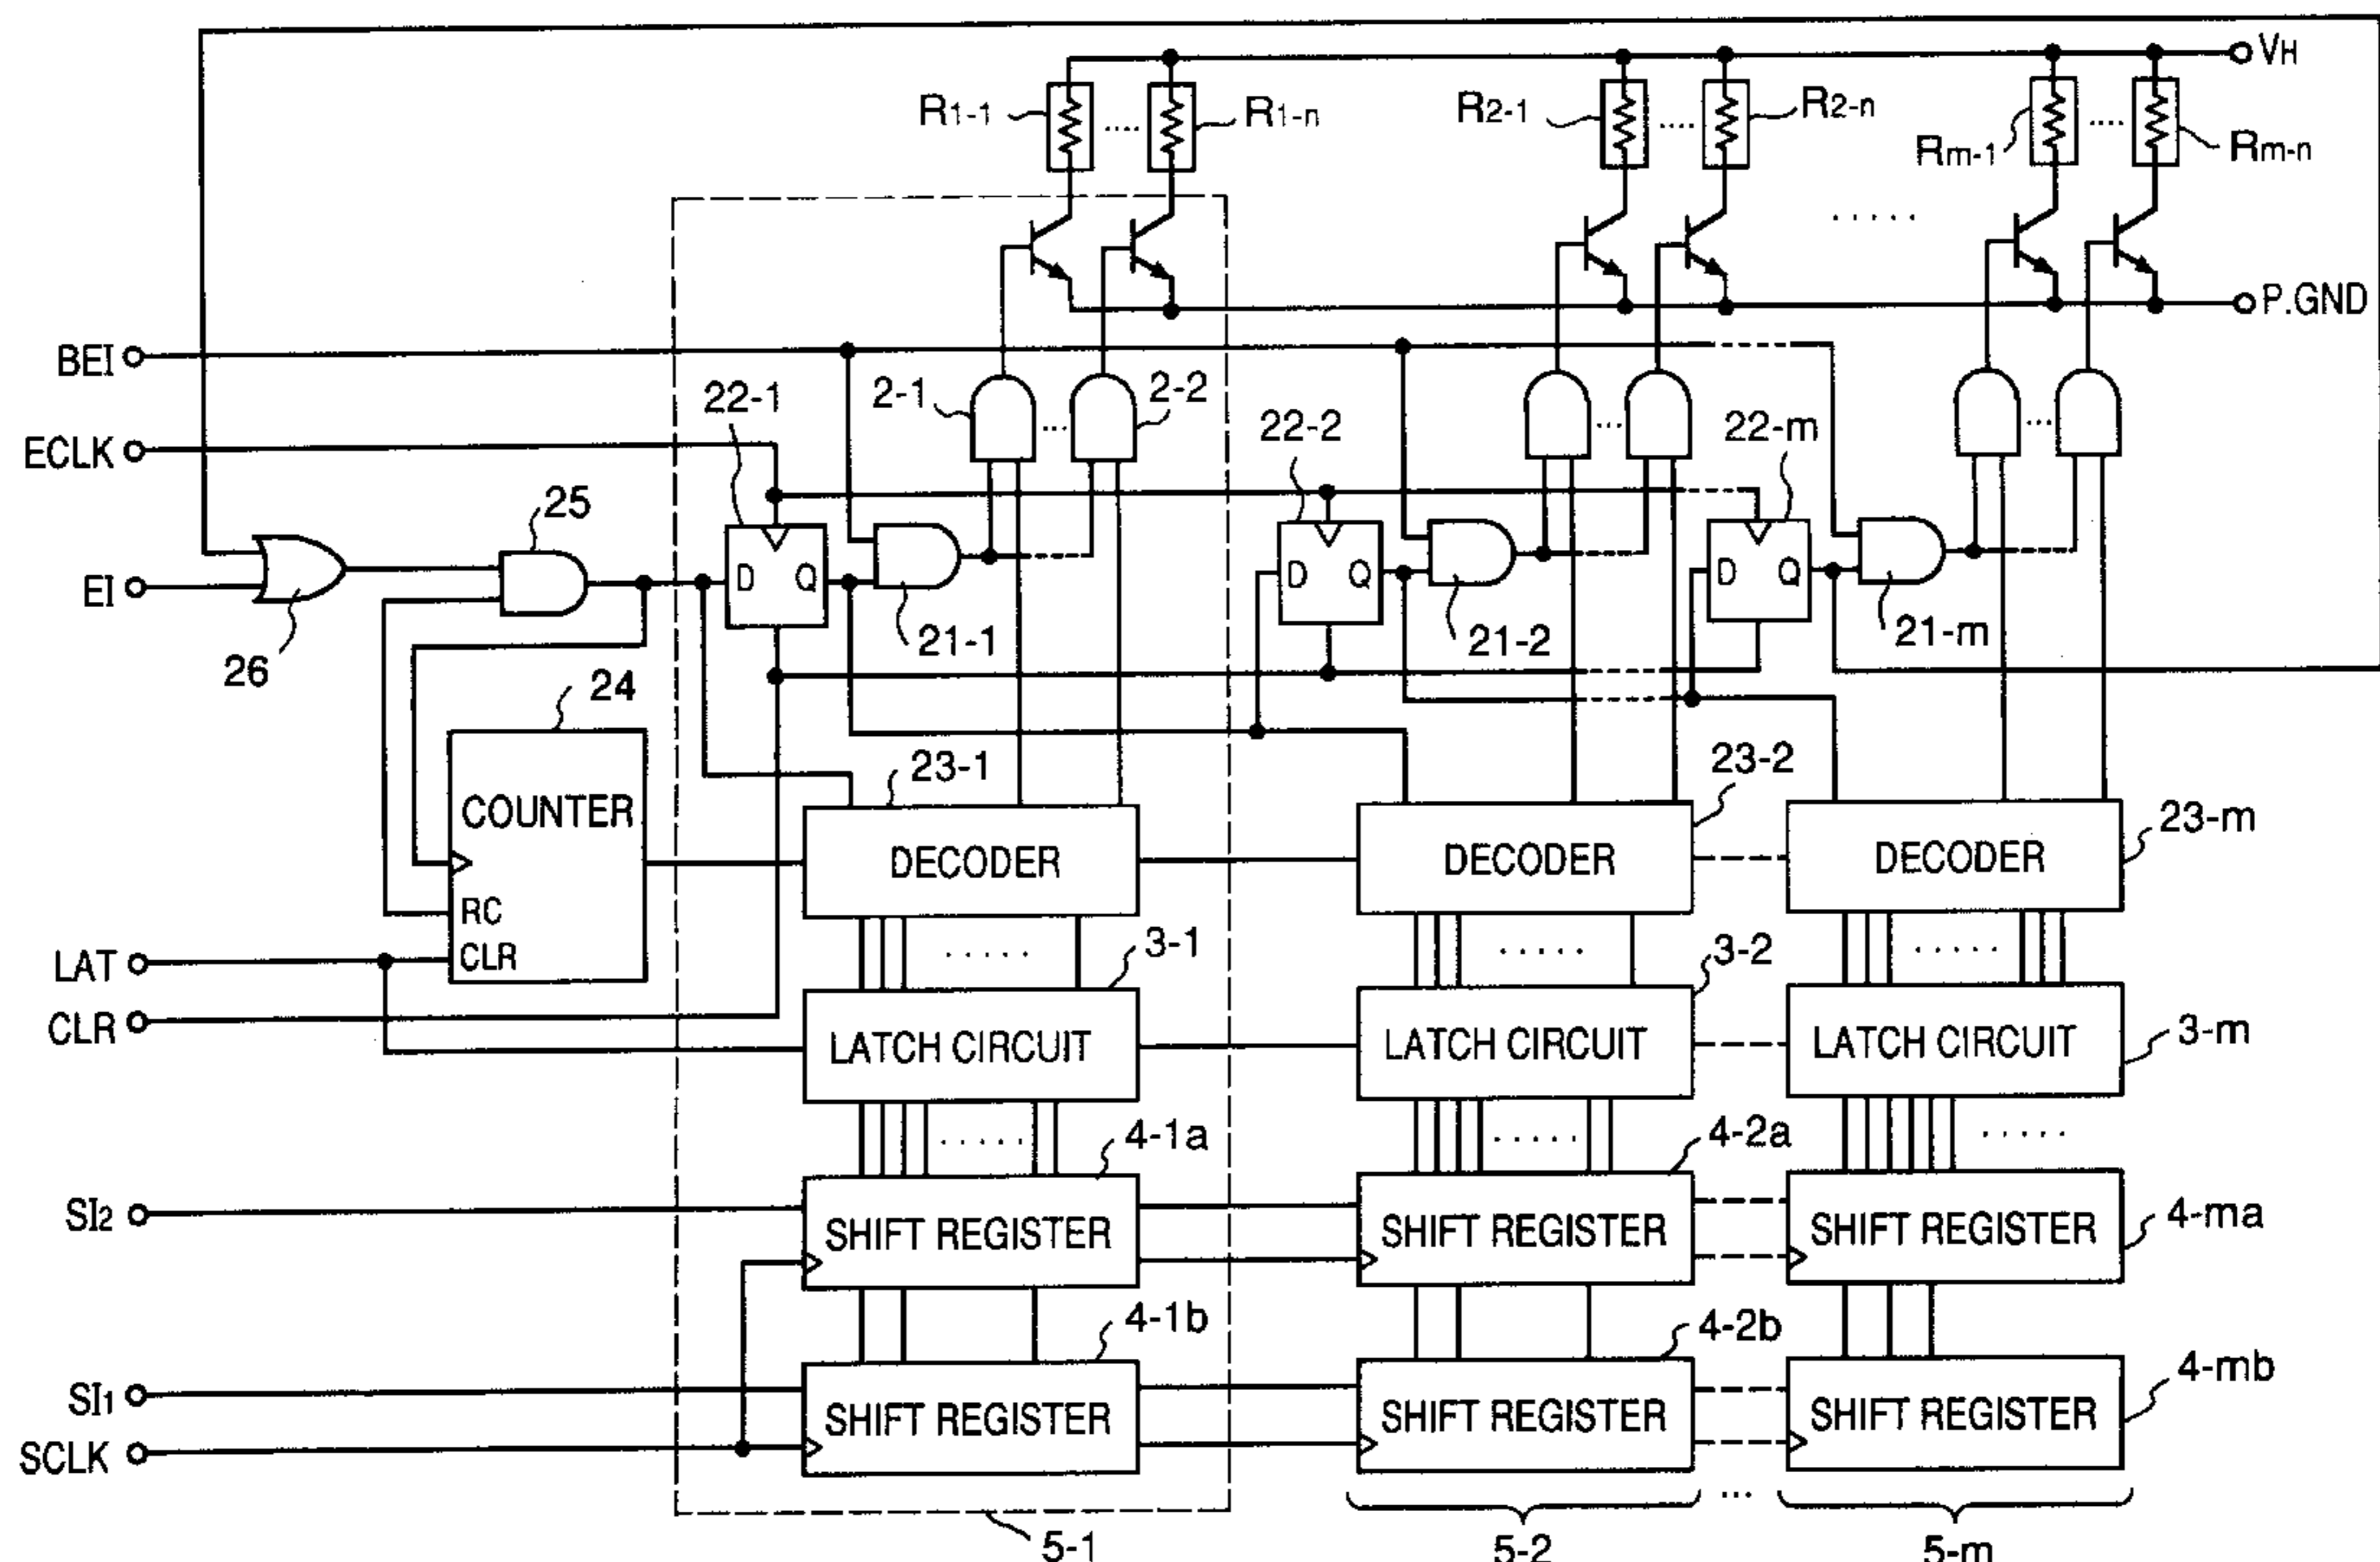 VH
R1-1
R1-n
R2-1
R2-n
Rm-1
Rm-n
P.GND
BEI
2-1
2-2
22-1
ECLK
22-2
22-m
25
D Q
D Q
D Q
EI
26
21-1
21-2
21-m
24
COUNTER
RC
CLR
23-1
23-2
23-m
DECODER
DECODER
DECODER
LAT
CLR
3-1
3-2
3-m
LATCH CIRCUIT
LATCH CIRCUIT
LATCH CIRCUIT
4-1a
4-2a
4-ma
SI2
SHIFT REGISTER
SHIFT REGISTER
SHIFT REGISTER
4-1b
4-2b
4-mb
SI1
SHIFT REGISTER
SHIFT REGISTER
SHIFT REGISTER
SCLK
5-1
5-2
...
5-m